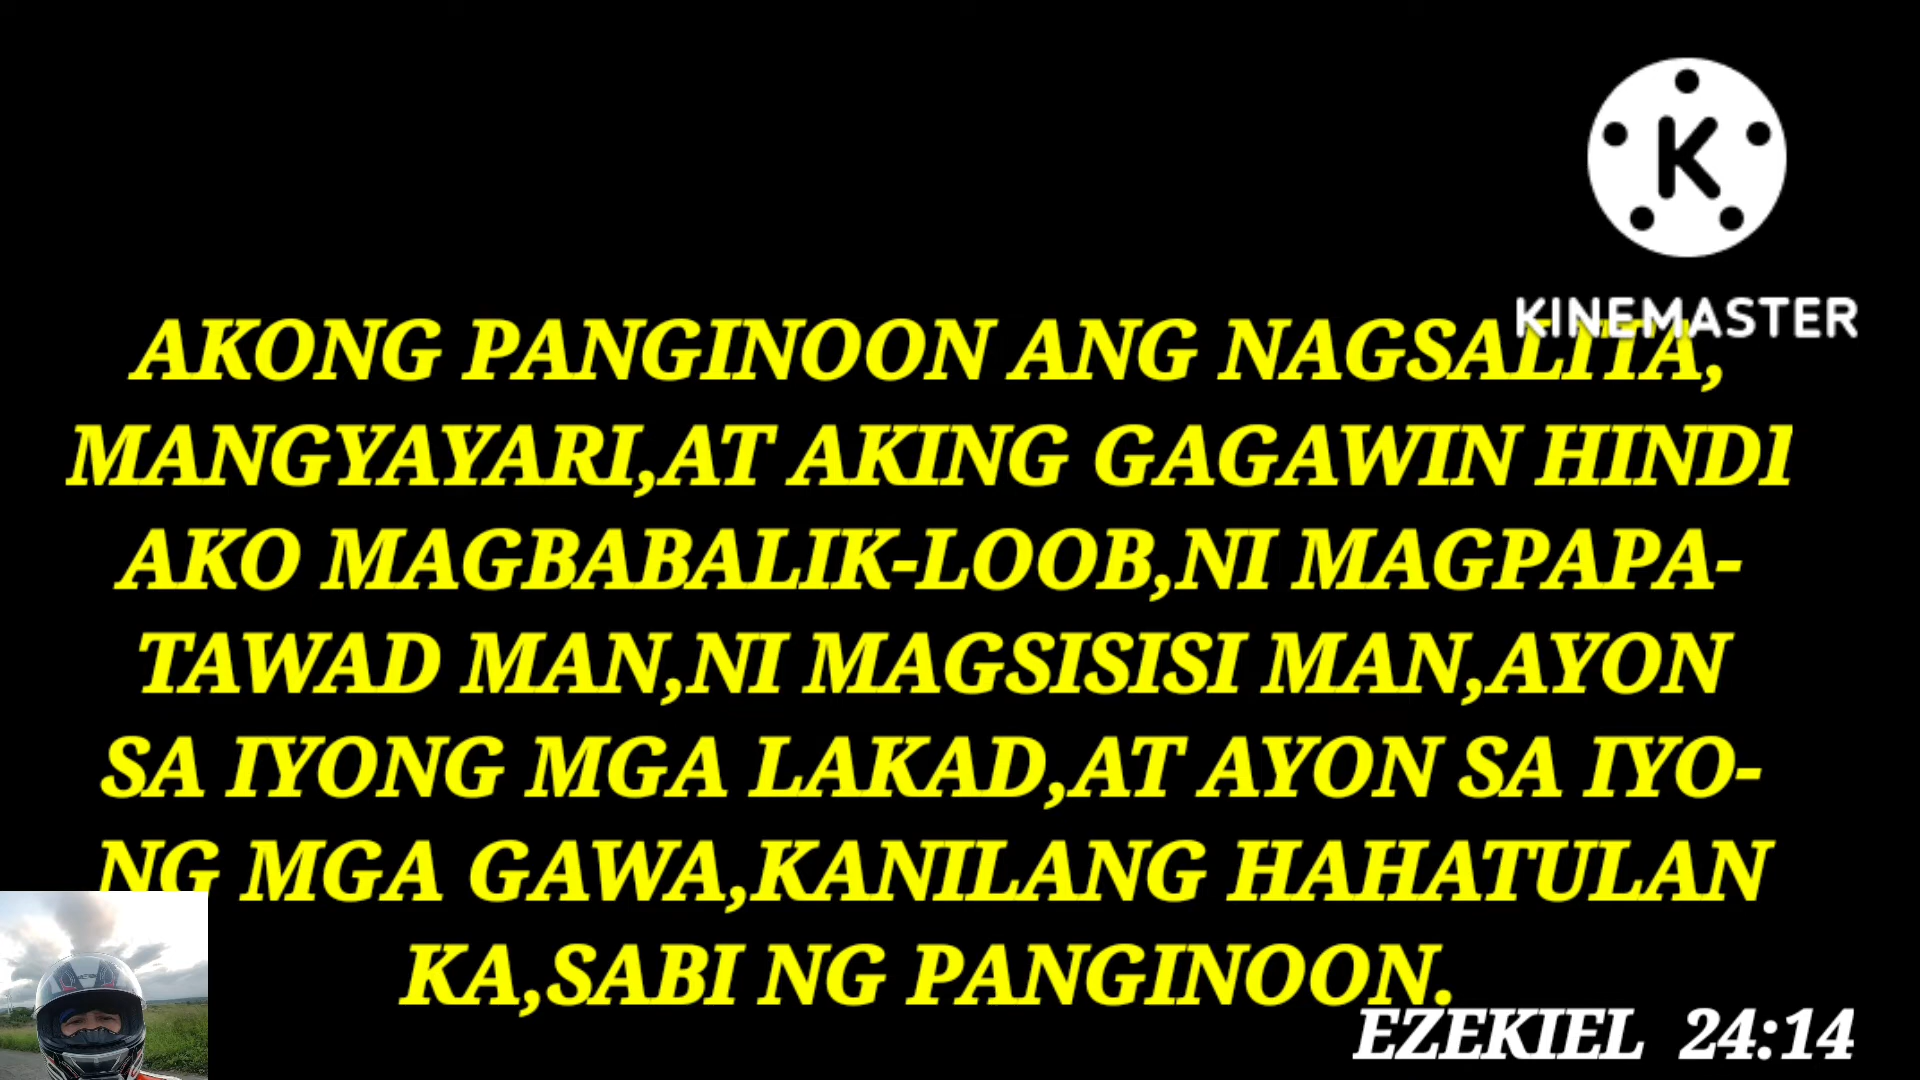 K
KINEMASTER
AKONG PANGINOON ANG NAGSALITA,
MANGYAYARI,AT AKING GAGAWIN HINDI
AKO MAGBABALIK-LOOB,NI MAGPAPA-
TAWAD MAN,NI MAGSISISI MAN,AYON
SA IYONG MGA LAKAD,AT AYON SA IYO-
NG MGA GAWA,KANILANG HAHATULAN
KA,SABI NG PANGINOON.
EZEKIEL 24:14